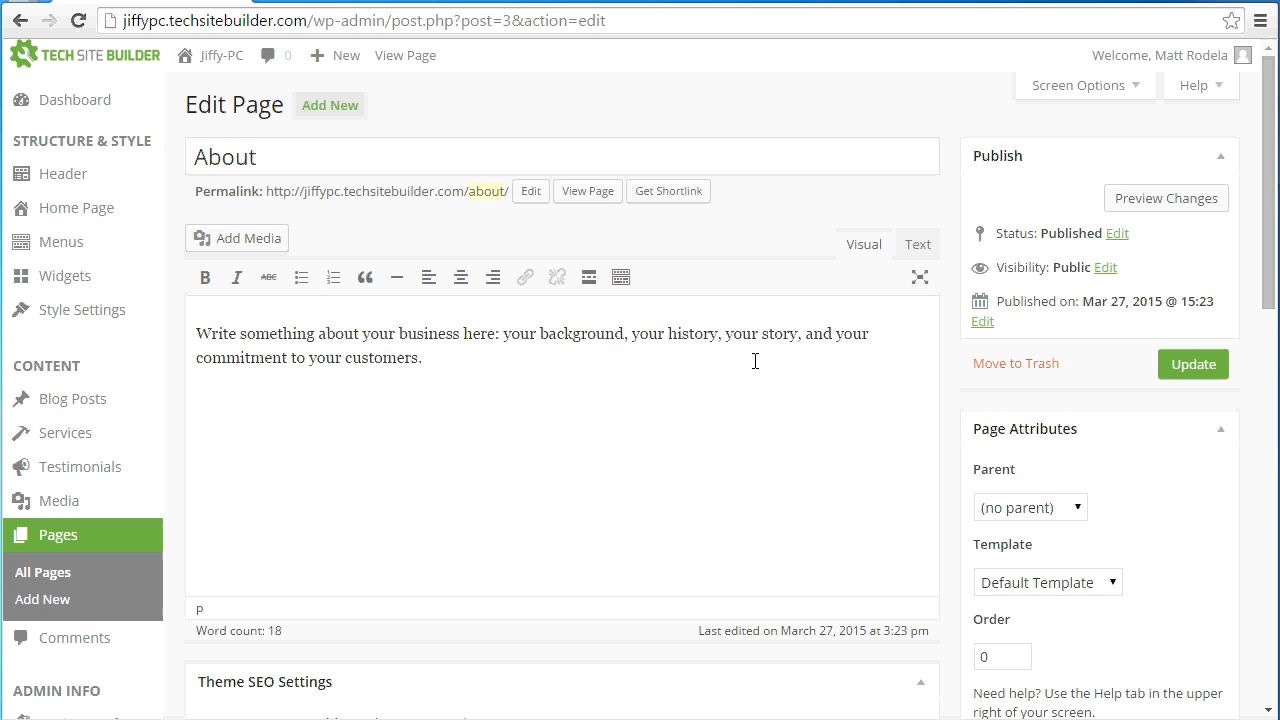 jiffypc.techsitebuilder.com/wp-admin/post.php?post=3&action=edit
TECH SITE BUILDER
Jiffy-PC
0
New
View Page
Welcome, Matt Rodela
Dashboard
STRUCTURE & STYLE
Header
Home Page
Menus
Widgets
Style Settings
CONTENT
Blog Posts
Services
Testimonials
Media
Pages
All Pages
Add New
Comments
ADMIN INFO
Screen Options
Help
Edit Page
Add New
About
Permalink: http://jiffypc.techsitebuilder.com/about/
Edit
View Page
Get Shortlink
Add Media
Visual
Text
B
I
ABC
Write something about your business here: your background, your history, your story, and your
commitment to your customers.
p
Word count: 18
Last edited on March 27, 2015 at 3:23 pm
Theme SEO Settings
Publish
Preview Changes
Status: Published Edit
Visibility: Public Edit
Published on: Mar 27, 2015 @ 15:23
Edit
Move to Trash
Update
Page Attributes
Parent
(no parent)
Template
Default Template
Order
0
Need help? Use the Help tab in the upper
right of your screen.